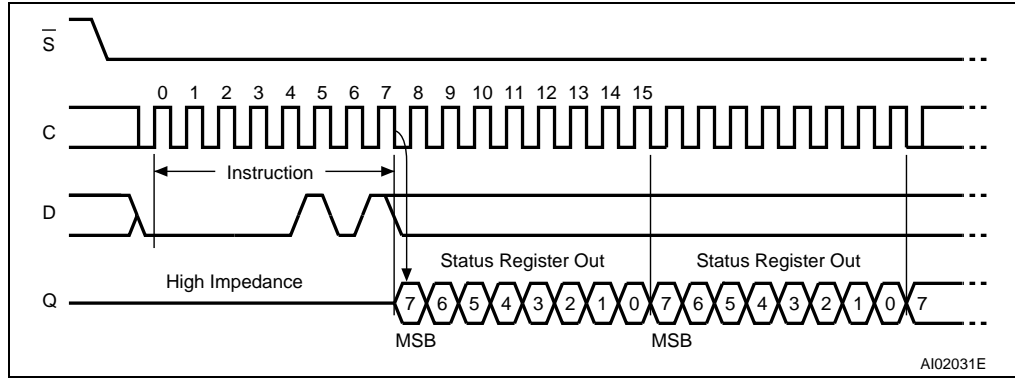 S
0 1 2 3 4 5 6 7 8 9 10 11 12 13 14 15
C
Instruction
D
Status Register Out Status Register Out
High Impedance
Q 7 6 5 4 3 2 1 0 7 6 5 4 3 2 1 0 7
MSB MSB
AI02031E